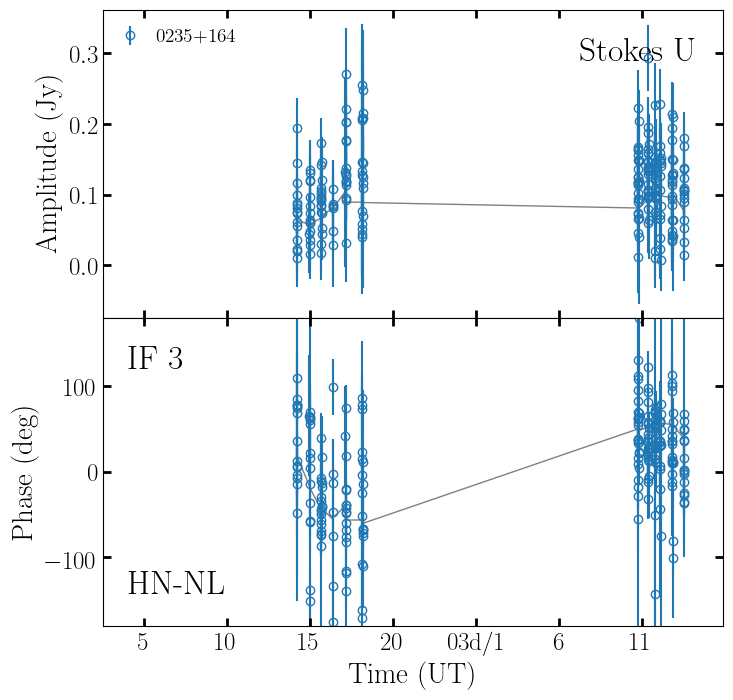 0235+164
Stokes U
0.3
0.2
0.1
0.0
Amplitude (Jy)
IF 3
100
0
−100
Phase (deg)
HN-NL
5 10 15 20 03d/1 6 11
Time (UT)